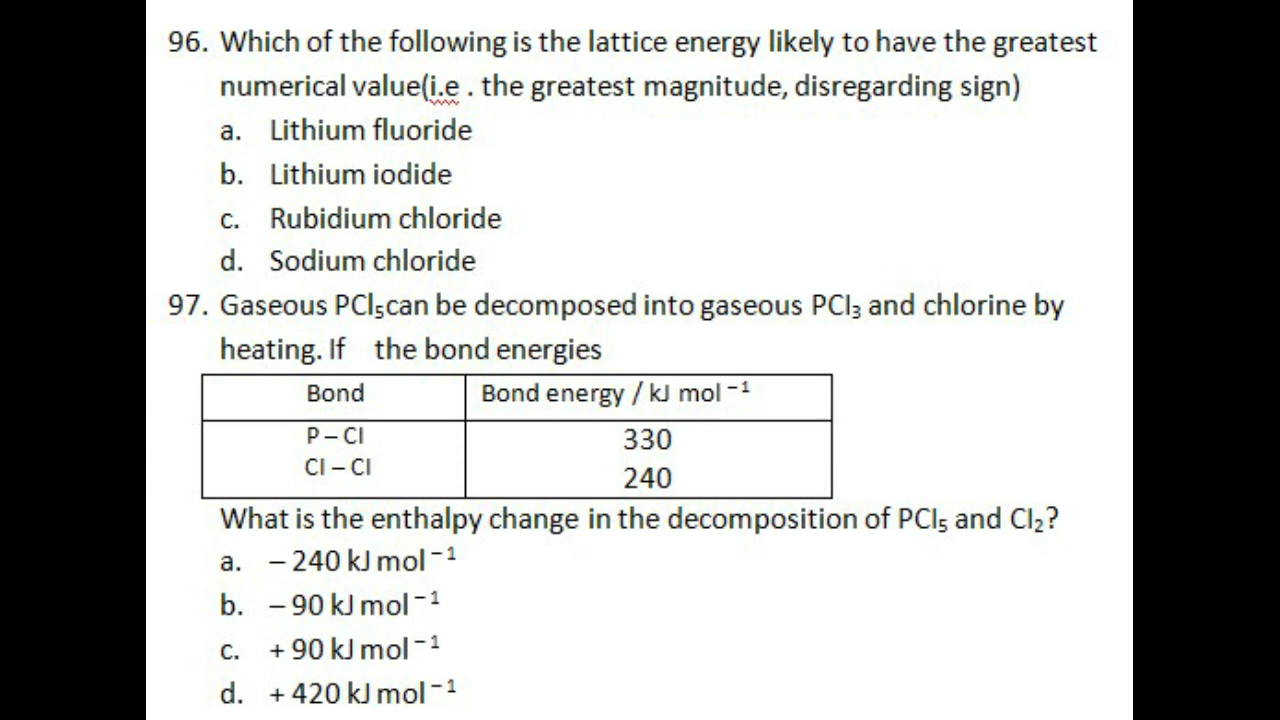 96. Which of the following is the lattice energy likely to have the greatest
numerical value(i.e . the greatest magnitude, disregarding sign)
a. Lithium fluoride
b. Lithium iodide
c. Rubidium chloride
d. Sodium chloride
97. Gaseous PCl₅can be decomposed into gaseous PCl₃ and chlorine by
heating. If the bond energies
Bond Bond energy / kJ mol ⁻¹
P – Cl 330
Cl – Cl 240
What is the enthalpy change in the decomposition of PCl₅ and Cl₂?
a. – 240 kJ mol ⁻¹
b. – 90 kJ mol ⁻¹
c. + 90 kJ mol ⁻¹
d. + 420 kJ mol ⁻¹